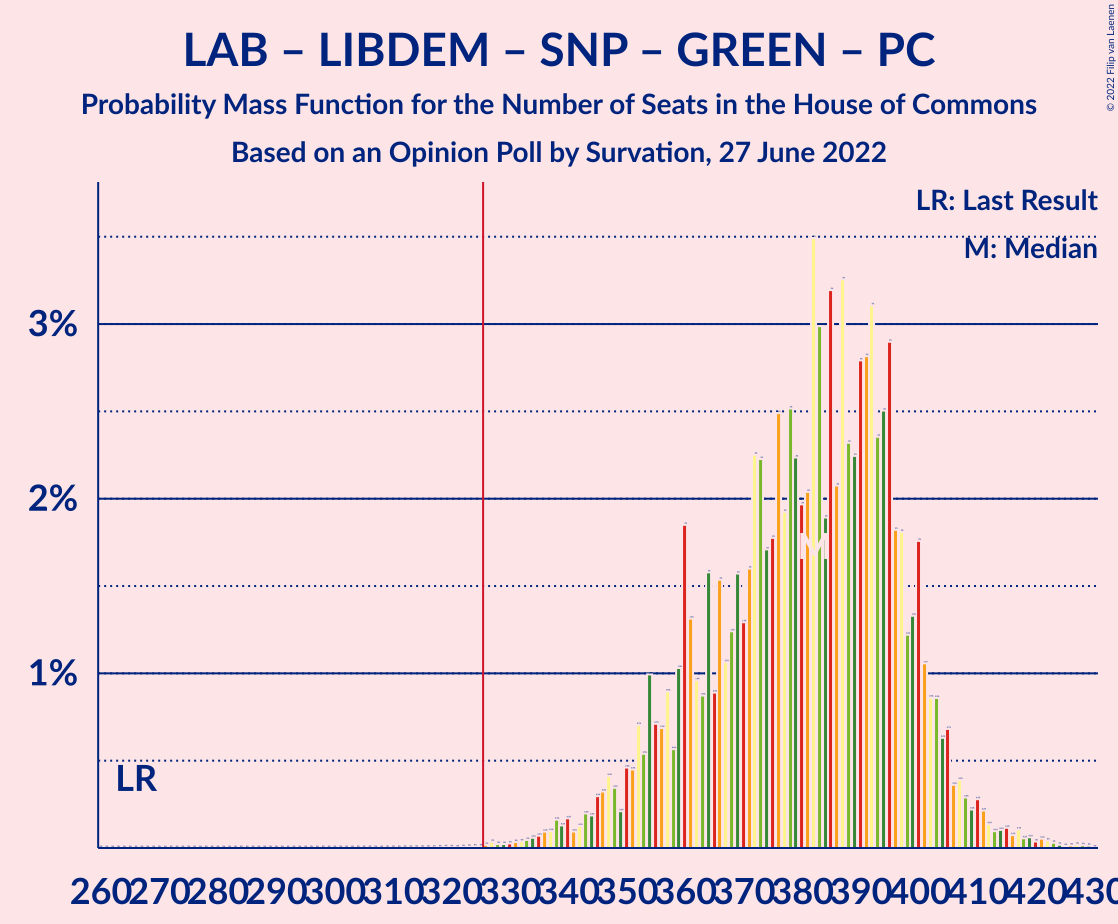 LAB – LIBDEM – SNP – GREEN – PC
Probability Mass Function for the Number of Seats in the House of Commons
Based on an Opinion Poll by Survation, 27 June 2022
© 2022 Filip van Laenen
LR: Last Result
M: Median
3%
2%
1%
M
LR
260 270 280 290 300 310 320 330 340 350 360 370 380 390 400 410 420 430